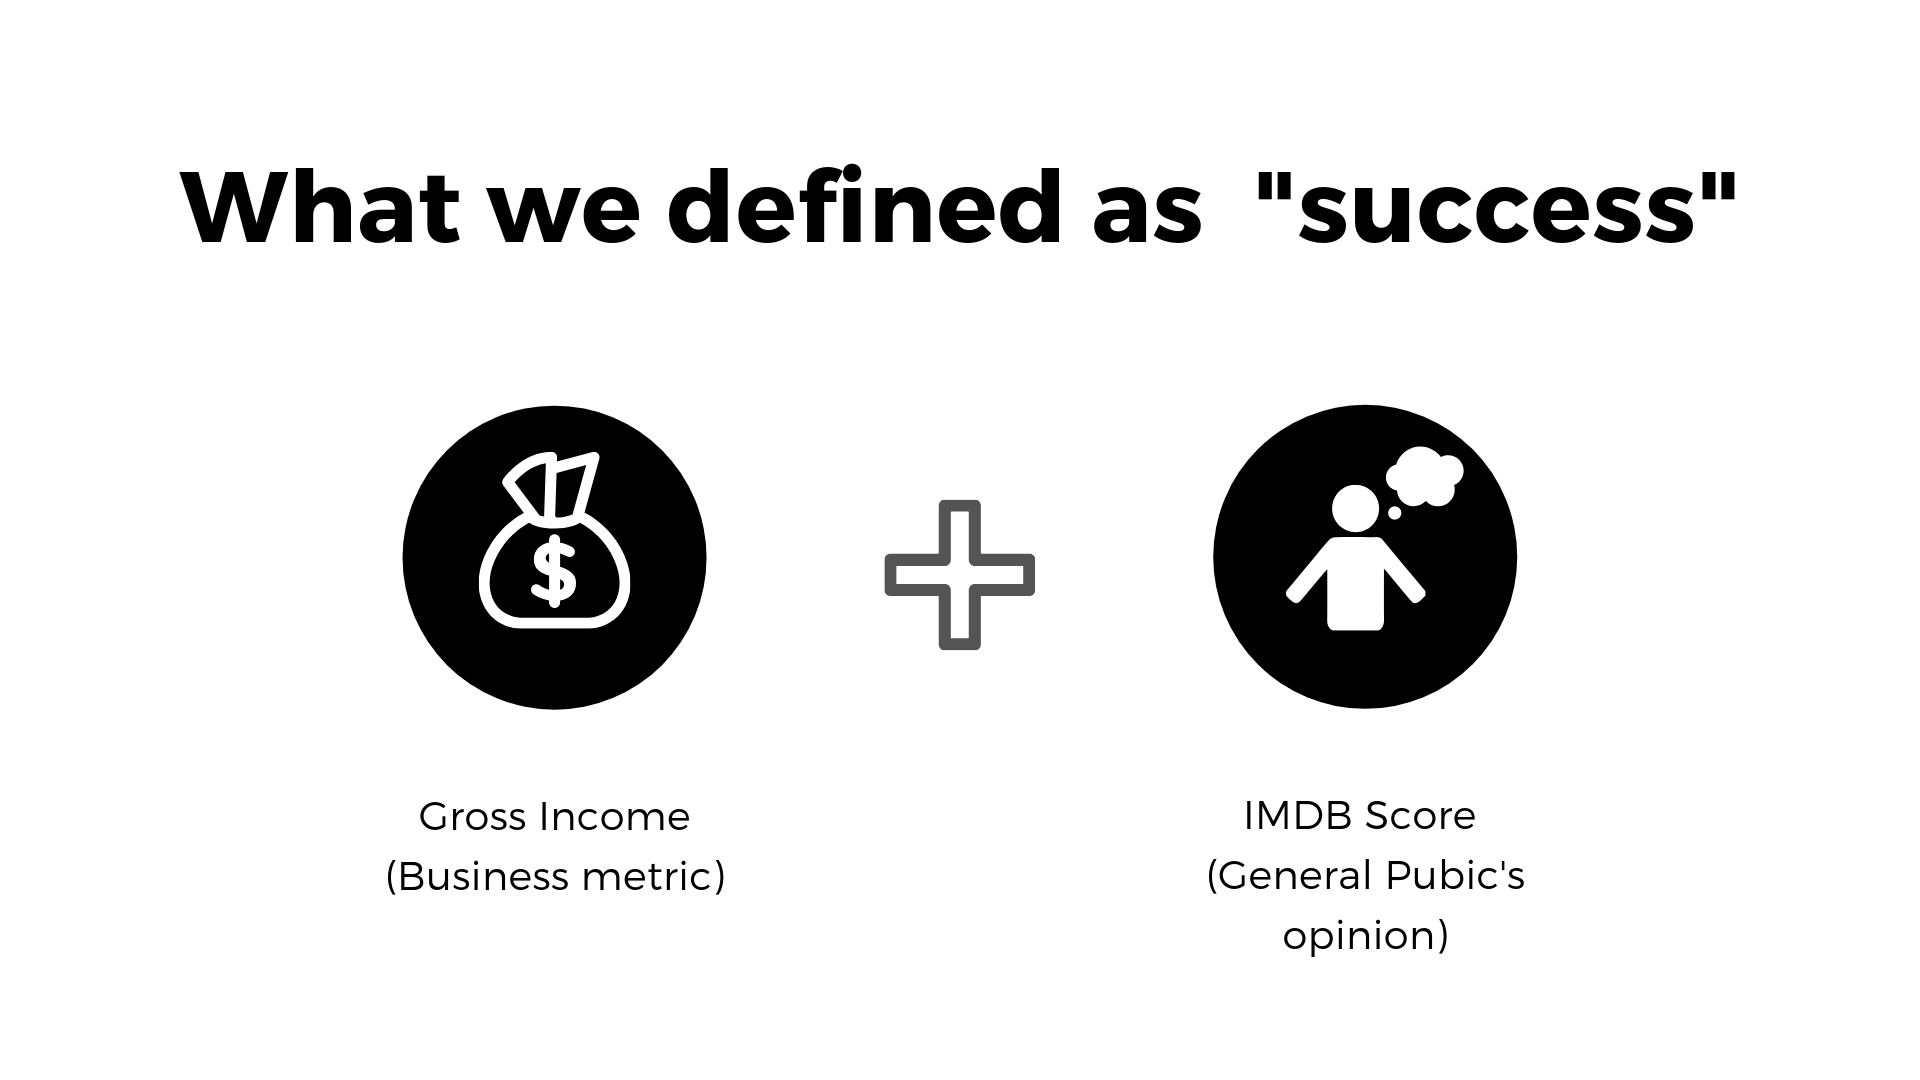 What we defined as  "success"
$
Gross Income
(Business metric)
IMDB Score
(General Pubic's
opinion)